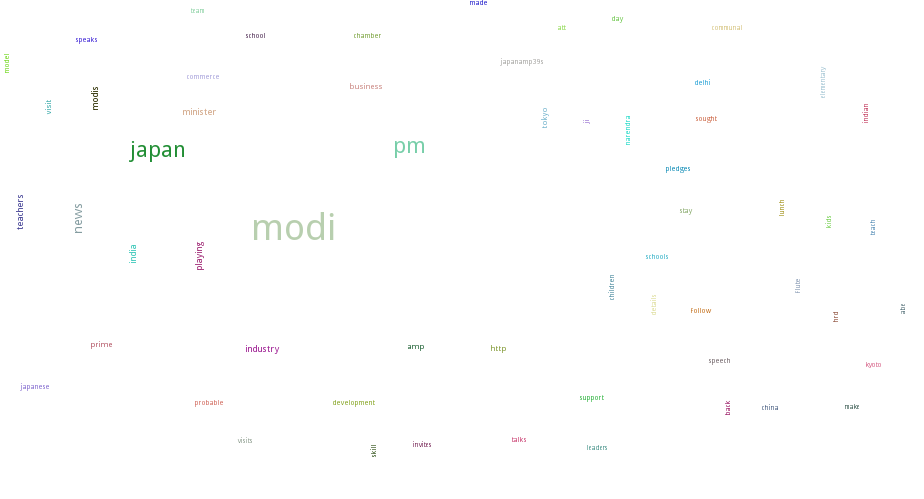 made
team
day
att
communal
school
chamber
speaks
model
japanamp39s
commerce
delhi
elementary
business
modis
visit
minister
tokyo
jj
narendra
sought
indian
japan
pm
pledges
teachers
news
stay
lunch
kids
teach
modi
india
playing
schools
children
flute
details
follow
hrd
abe
prime
industry
amp
http
speech
kyoto
japanese
probable
development
support
back
china
make
visits
skill
invites
talks
leaders